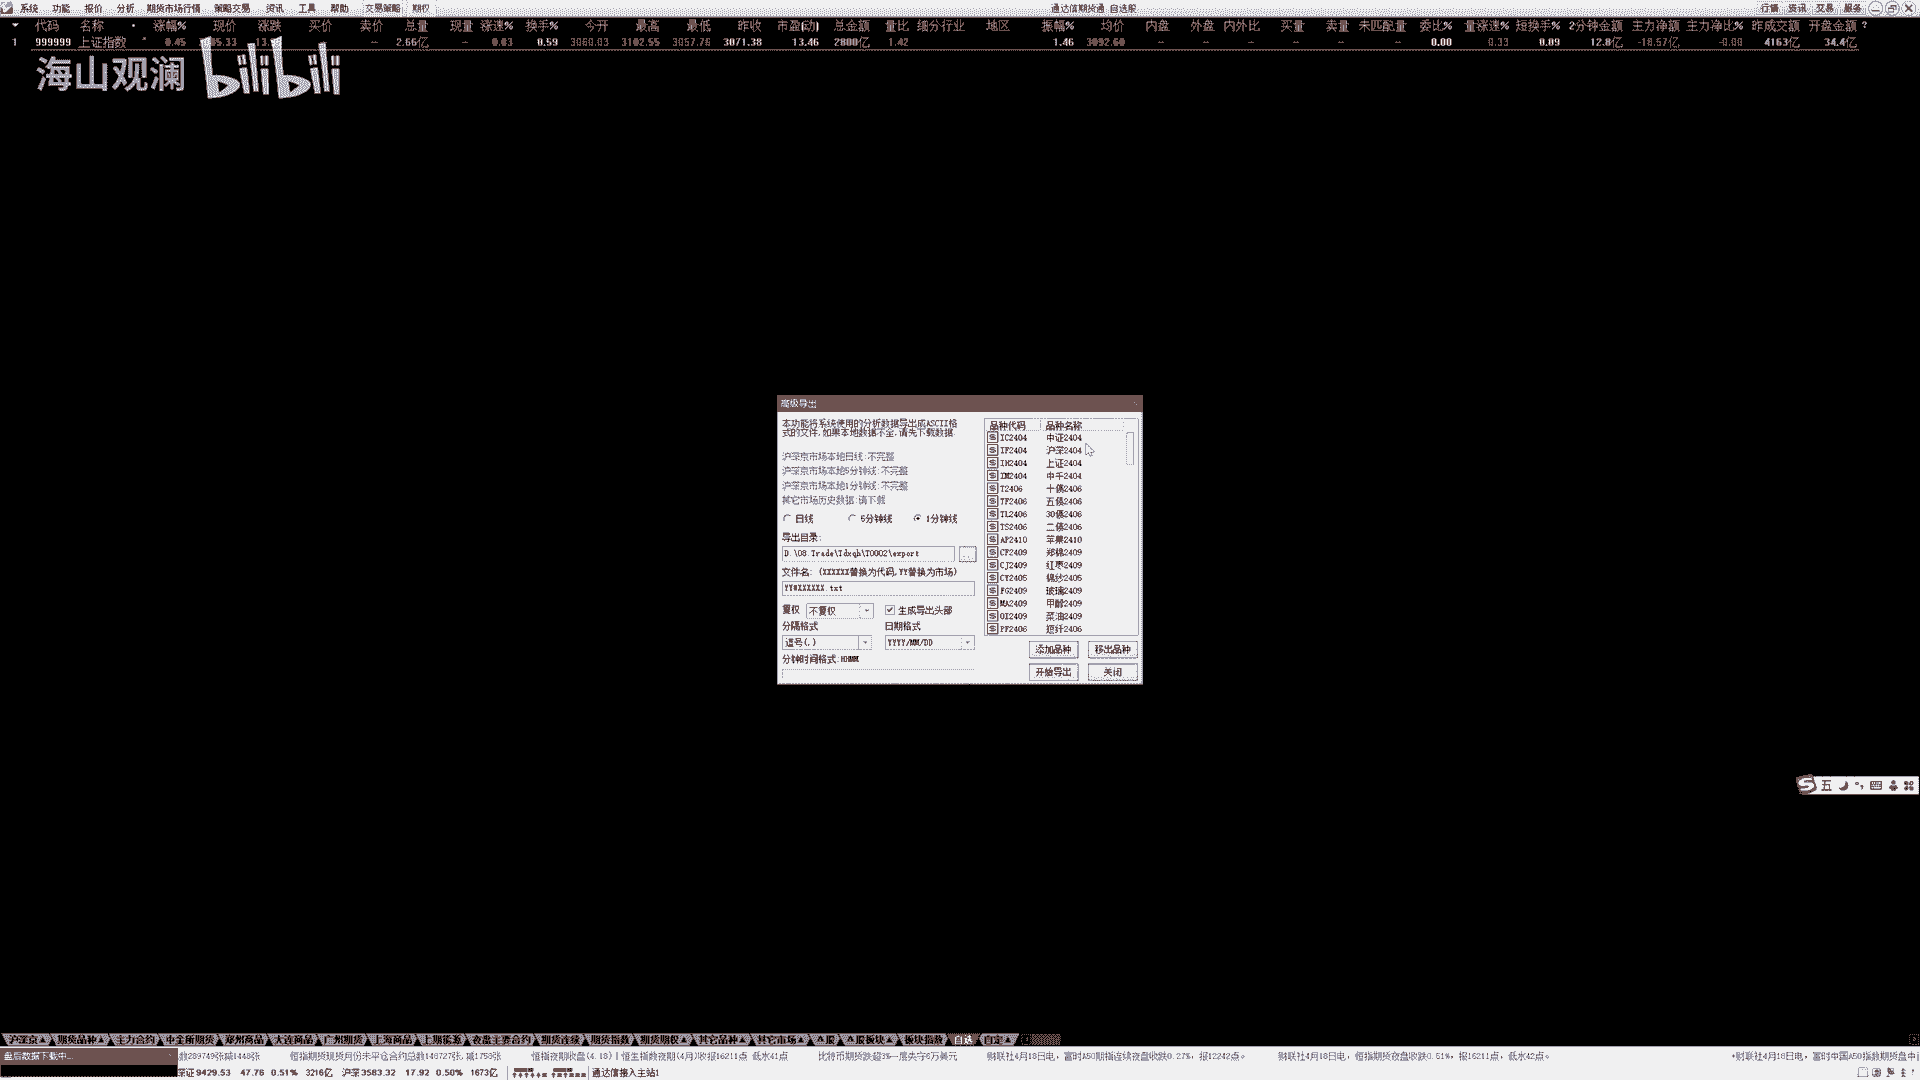 系统 功能 报价 分析 期货市场行情 策略交易 资讯 工具 帮助 交易策略 期权 通达信期货通 自选股 行情 资讯 交易 服务
代码 名称 涨幅% 现价 涨跌 买价 卖价 总量 现量 涨速% 换手% 今开 最高 最低 昨收 市盈(动) 总金额 量比 细分行业 地区 振幅% 均价 内盘 外盘 内外比 买量 卖量 未匹配量 委比% 量涨速% 短换手% 2分钟金额 主力净额 主力净比% 昨成交额 开盘金额
1 999999 上证指数 0.45 2.66亿 0.03 0.59 3060.03 3102.55 3057.76 3071.38 13.46 2800亿 1.42 1.46 3092.60 0.00 0.33 0.09 12.8亿 4163亿 34.4亿
海山观澜 bilibili
高级导出
本功能将系统使用的分析数据导出成ASCII格
式的文件.如果本地数据不全,请先下载数据.
沪深京市场本地日线:不完整
沪深京市场本地5分钟线:不完整
沪深京市场本地1分钟线:不完整
其它市场历史数据:请下载
日线 5分钟线 1分钟线
导出目录:
D:\08.Trade\Tdxqh\T0002\export
文件名: (XXXXXX替换为代码,YY替换为市场)
YY#XXXXXX.txt
复权 不复权 生成导出头部
分隔格式 日期格式
逗号(,) YYYY/MM/DD
分钟时间格式:HHMM
品种代码 品种名称
IC2404 中证2404
IF2404 沪深2404
IH2404 上证2404
IM2404 中千2404
T2406 十债2406
TF2406 五债2406
TL2406 30债2406
TS2406 二债2406
AP2410 苹果2410
CF2409 郑棉2409
CJ2409 红枣2409
CY2405 棉纱2405
FG2409 玻璃2409
MA2409 甲醇2409
OI2409 菜油2409
PF2406 短纤2406
添加品种 移出品种
开始导出 关闭
五
沪深京 期货品种 主力合约 中金所期货 郑州商品 大连商品 广州期货 上海商品 上期能源 夜盘主要合约 期货连续 期货指数 期货期权 其它品种 其它市场 A股 A股板块 板块指数 自选 自定
盘后数据下载中... 数289749张减1448张 恒指期货现货月份未平仓合约总数140727张,减1758张 恒指夜期收盘(4.18)︱恒生指数夜期(4月)收报16211点 低水41点 比特币期货跌超3%一度失守6万美元 财联社4月18日电,富时A50期指连续夜盘收跌0.27%,报12242点。 财联社4月18日电,恒指期货夜盘收跌0.51%,报16211点,低水42点。
深证 9429.53 47.76 0.51% 3216亿 沪深 3583.32 17.92 0.50% 1673亿 通达信接入主站1